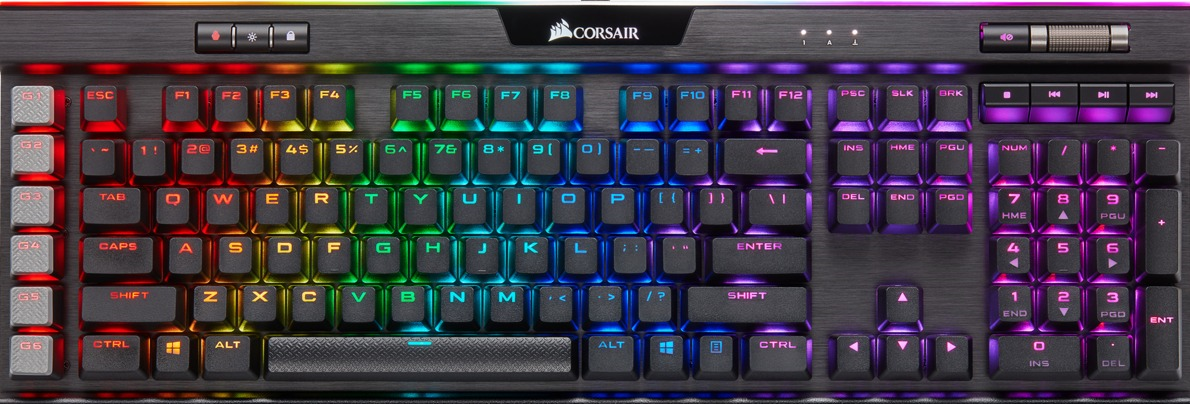 CORSAIR
1 A
G1 ESC F1 F2 F3 F4 F5 F6 F7 F8 F9 F10 F11 F12 PSC SLK BRK
G2 ` ~ 1 ! 2 @ 3 # 4 $ 5 % 6 ^ 7 & 8 * 9 ( 0 ) - _ = + INS HME PGU NUM / * -
G3 TAB Q W E R T Y U I O P [ { ] } \ | DEL END PGD 7 HME 8 9 PGU +
G4 CAPS A S D F G H J K L ; : ' " ENTER 4 5 6
G5 SHIFT Z X C V B N M , < . > / ? SHIFT 1 END 2 3 PGD ENT
G6 CTRL ALT ALT CTRL 0 INS . DEL